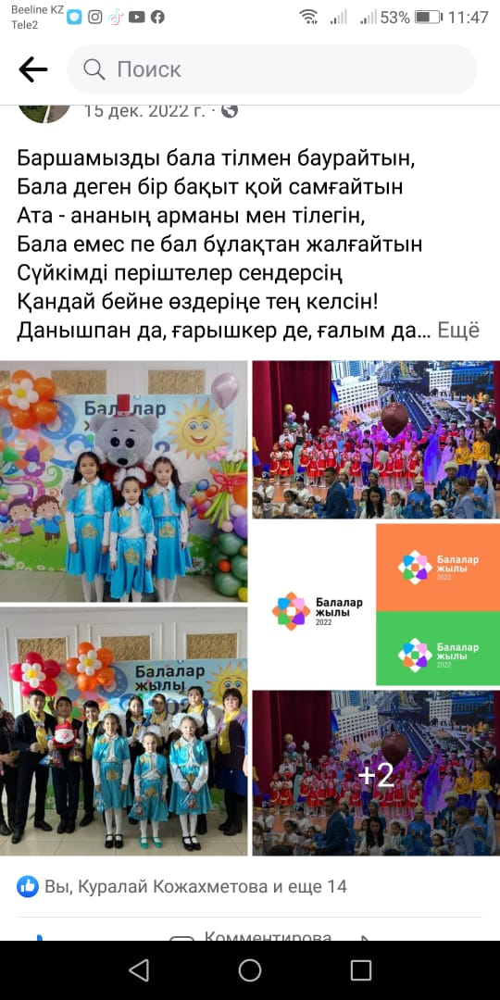 Beeline KZ
Tele2
53%
11:47
Поиск
15 дек. 2022 г. ·
Баршамызды бала тілмен баурайтын,
Бала деген бір бақыт қой самғайтын
Ата - ананың арманы мен тілегін,
Бала емес пе бал бұлақтан жалғайтын
Сүйкімді періштелер сендерсің
Қандай бейне өздеріңе тең келсін!
Данышпан да, ғарышкер де, ғалым да... Ещё
Балалар
Балалар
жылы
2022
Балалар
жылы
2022
Балалар
жылы
2022
Балалар
жылы
+2
Вы, Куралай Кожахметова и еще 14